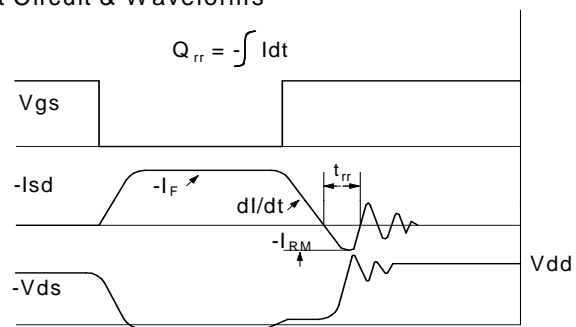 t Circuit & Waveforms
Q rr = -∫ Idt
Vgs
-Isd
-I F
dI/dt
t rr
-I RM
Vdd
-Vds